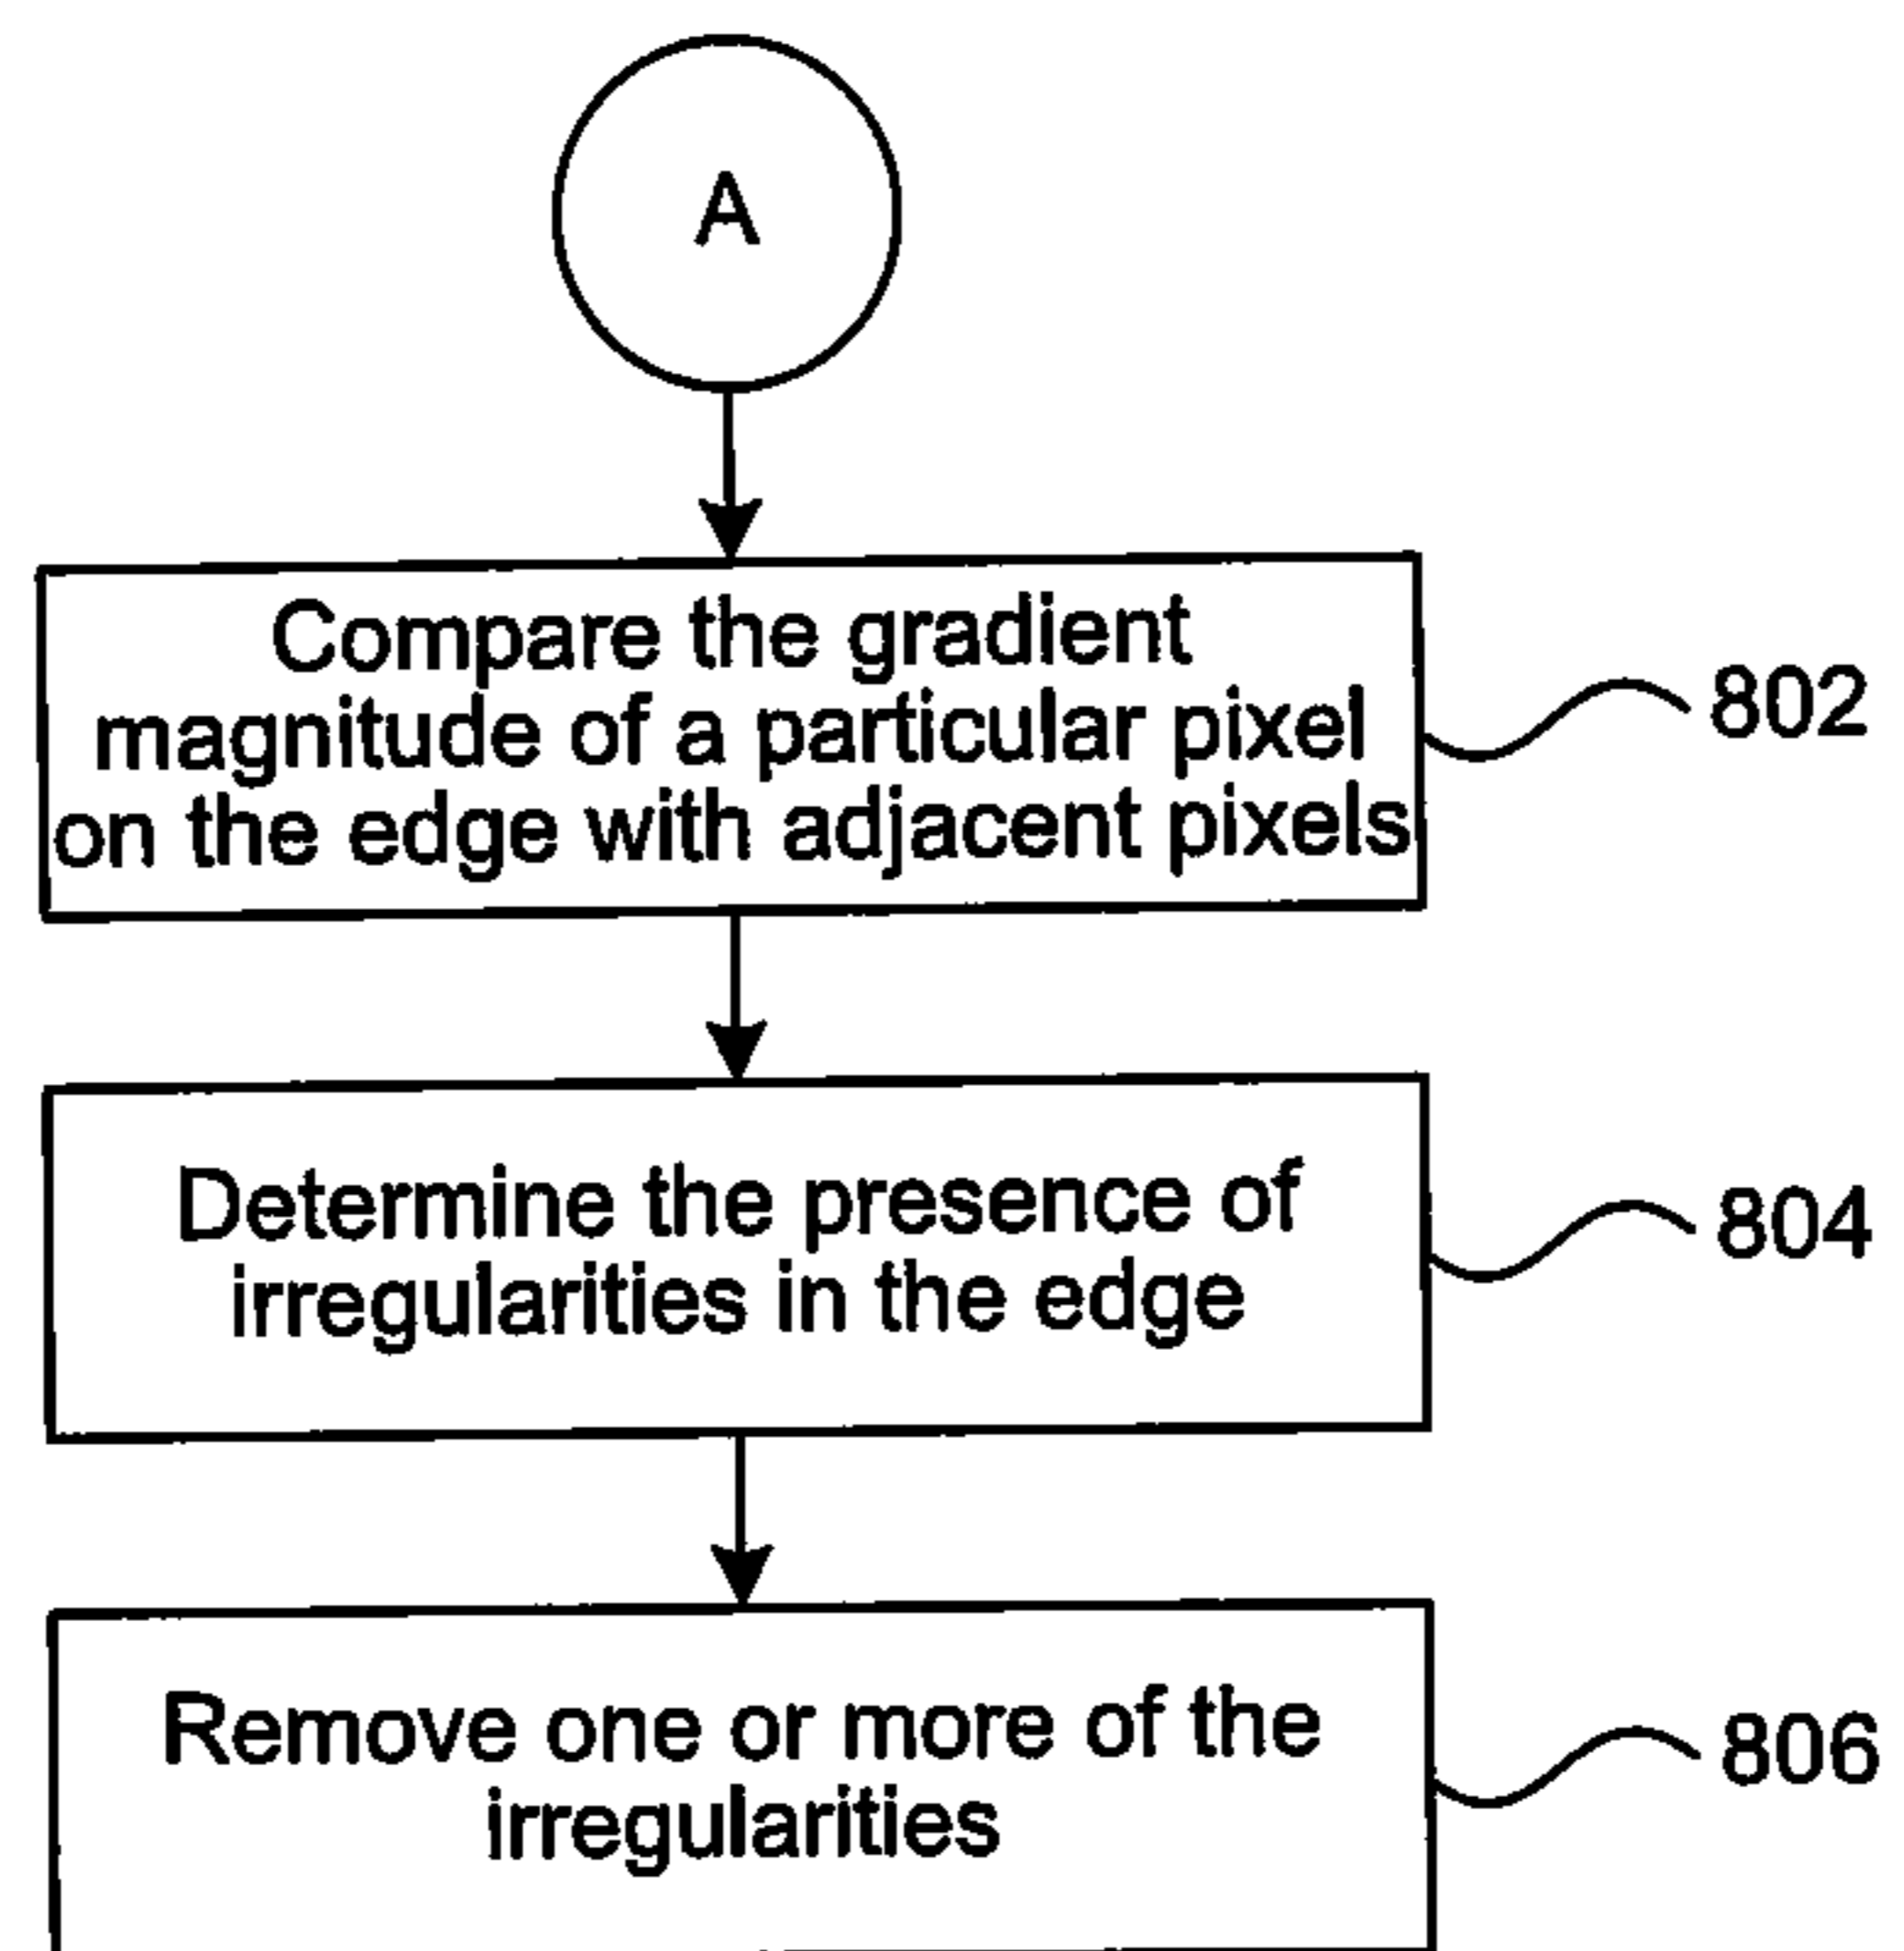 A
Compare the gradient
magnitude of a particular pixel
on the edge with adjacent pixels
802
Determine the presence of
irregularities in the edge
804
Remove one or more of the
irregularities
806